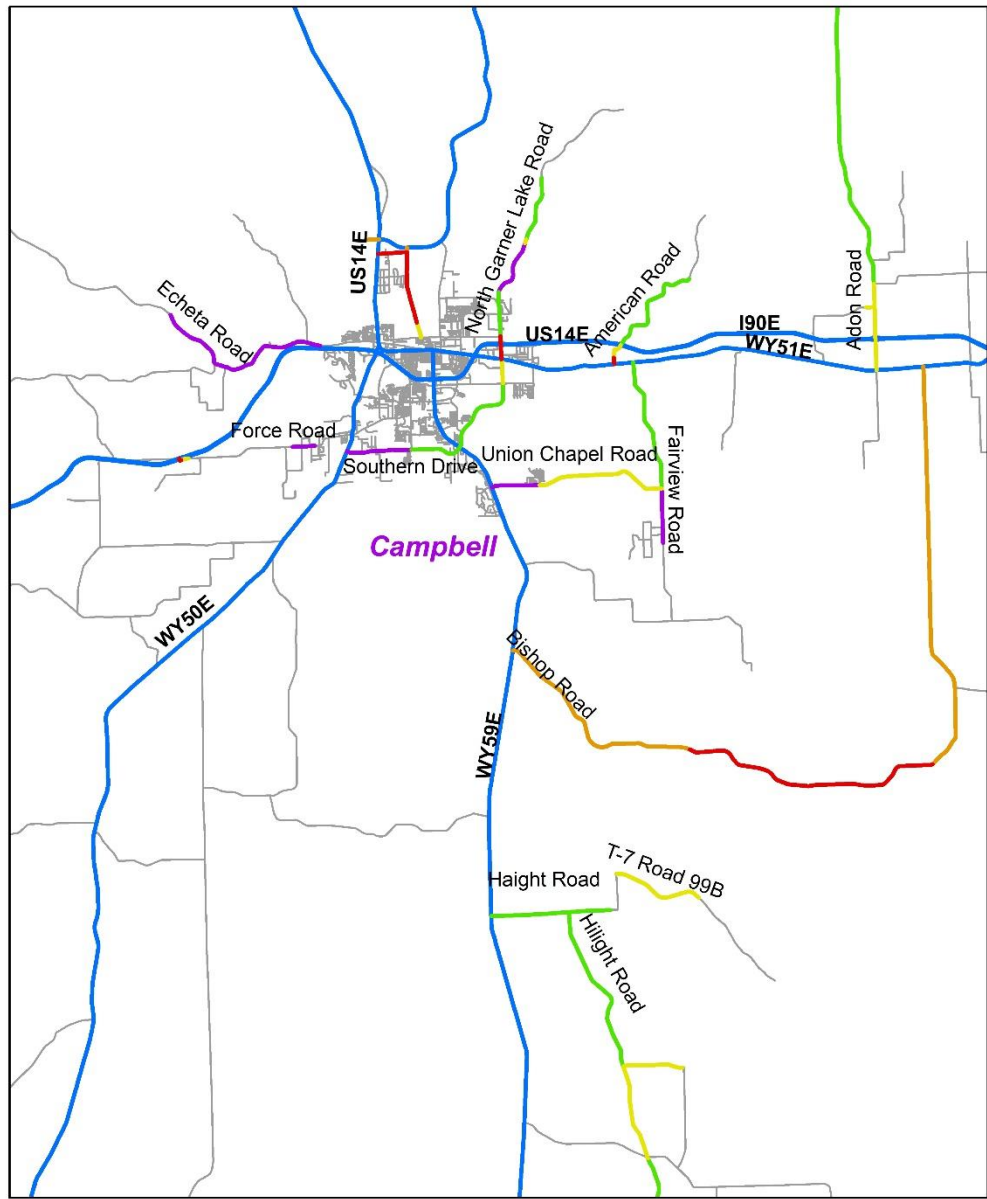 North Garner Lake Road
US14E
Echeta Road
American Road
Adon Road
US14E
I90E
WY51E
Force Road
Southern Drive
Union Chapel Road
Fairview Road
Campbell
WY50E
Bishop Road
WY59E
T-7 Road 99B
Haight Road
Hilight Road